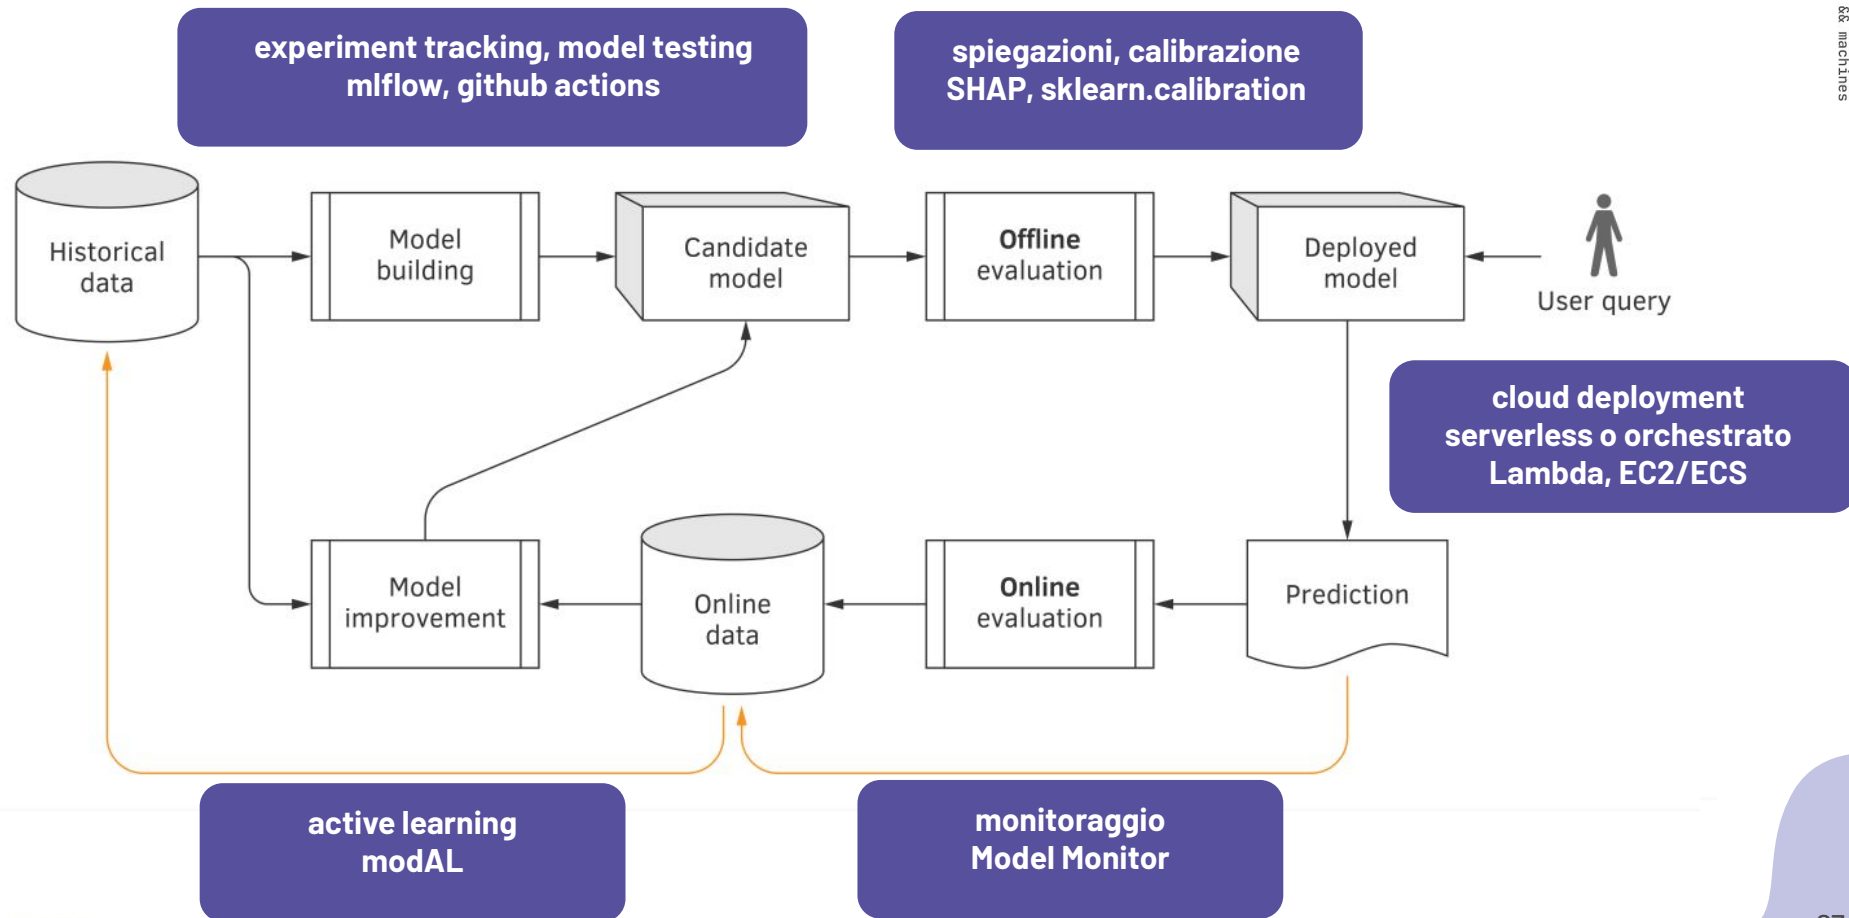 experiment tracking, model testing
mlflow, github actions
spiegazioni, calibrazione
SHAP, sklearn.calibration
&& machines
Historical
data
Model
building
Candidate
model
Offline
evaluation
Deployed
model
User query
cloud deployment
serverless o orchestrato
Lambda, EC2/ECS
Model
improvement
Online
data
Online
evaluation
Prediction
active learning
modAL
monitoraggio
Model Monitor